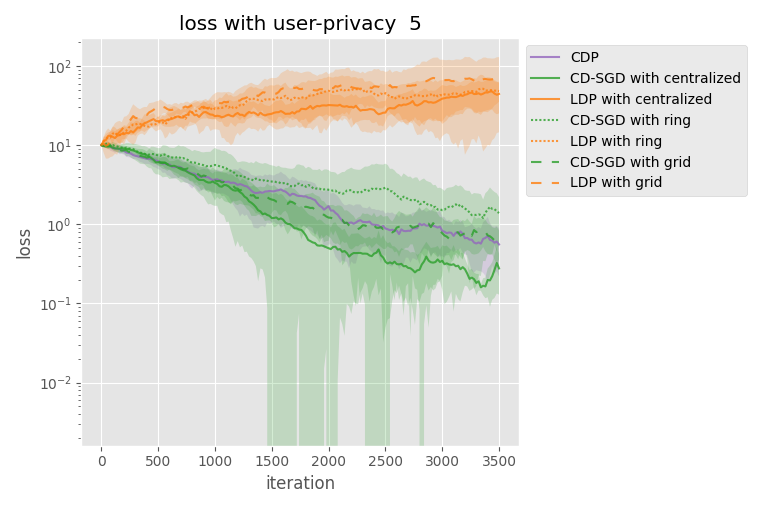 loss with user-privacy  5
loss
10²
10¹
10⁰
10⁻¹
10⁻²
0
500
1000
1500
2000
2500
3000
3500
iteration
CDP
CD-SGD with centralized
LDP with centralized
CD-SGD with ring
LDP with ring
CD-SGD with grid
LDP with grid